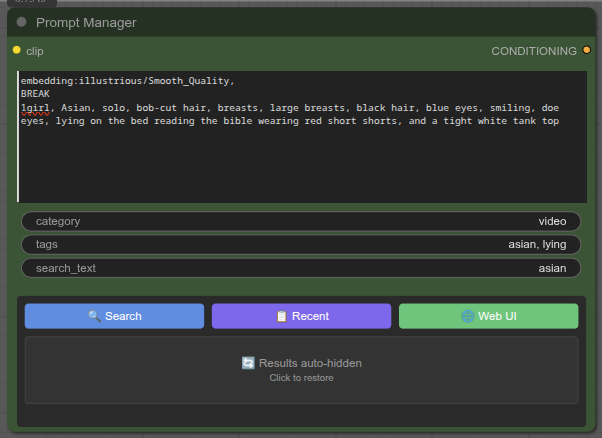 Prompt Manager
clip
CONDITIONING
embedding:illustrious/Smooth_Quality,
BREAK
1girl, Asian, solo, bob-cut hair, breasts, large breasts, black hair, blue eyes, smiling, doe
eyes, lying on the bed reading the bible wearing red short shorts, and a tight white tank top
category video
tags asian, lying
search_text asian
🔍 Search
📋 Recent
🌐 Web UI
🔄 Results auto-hidden
Click to restore